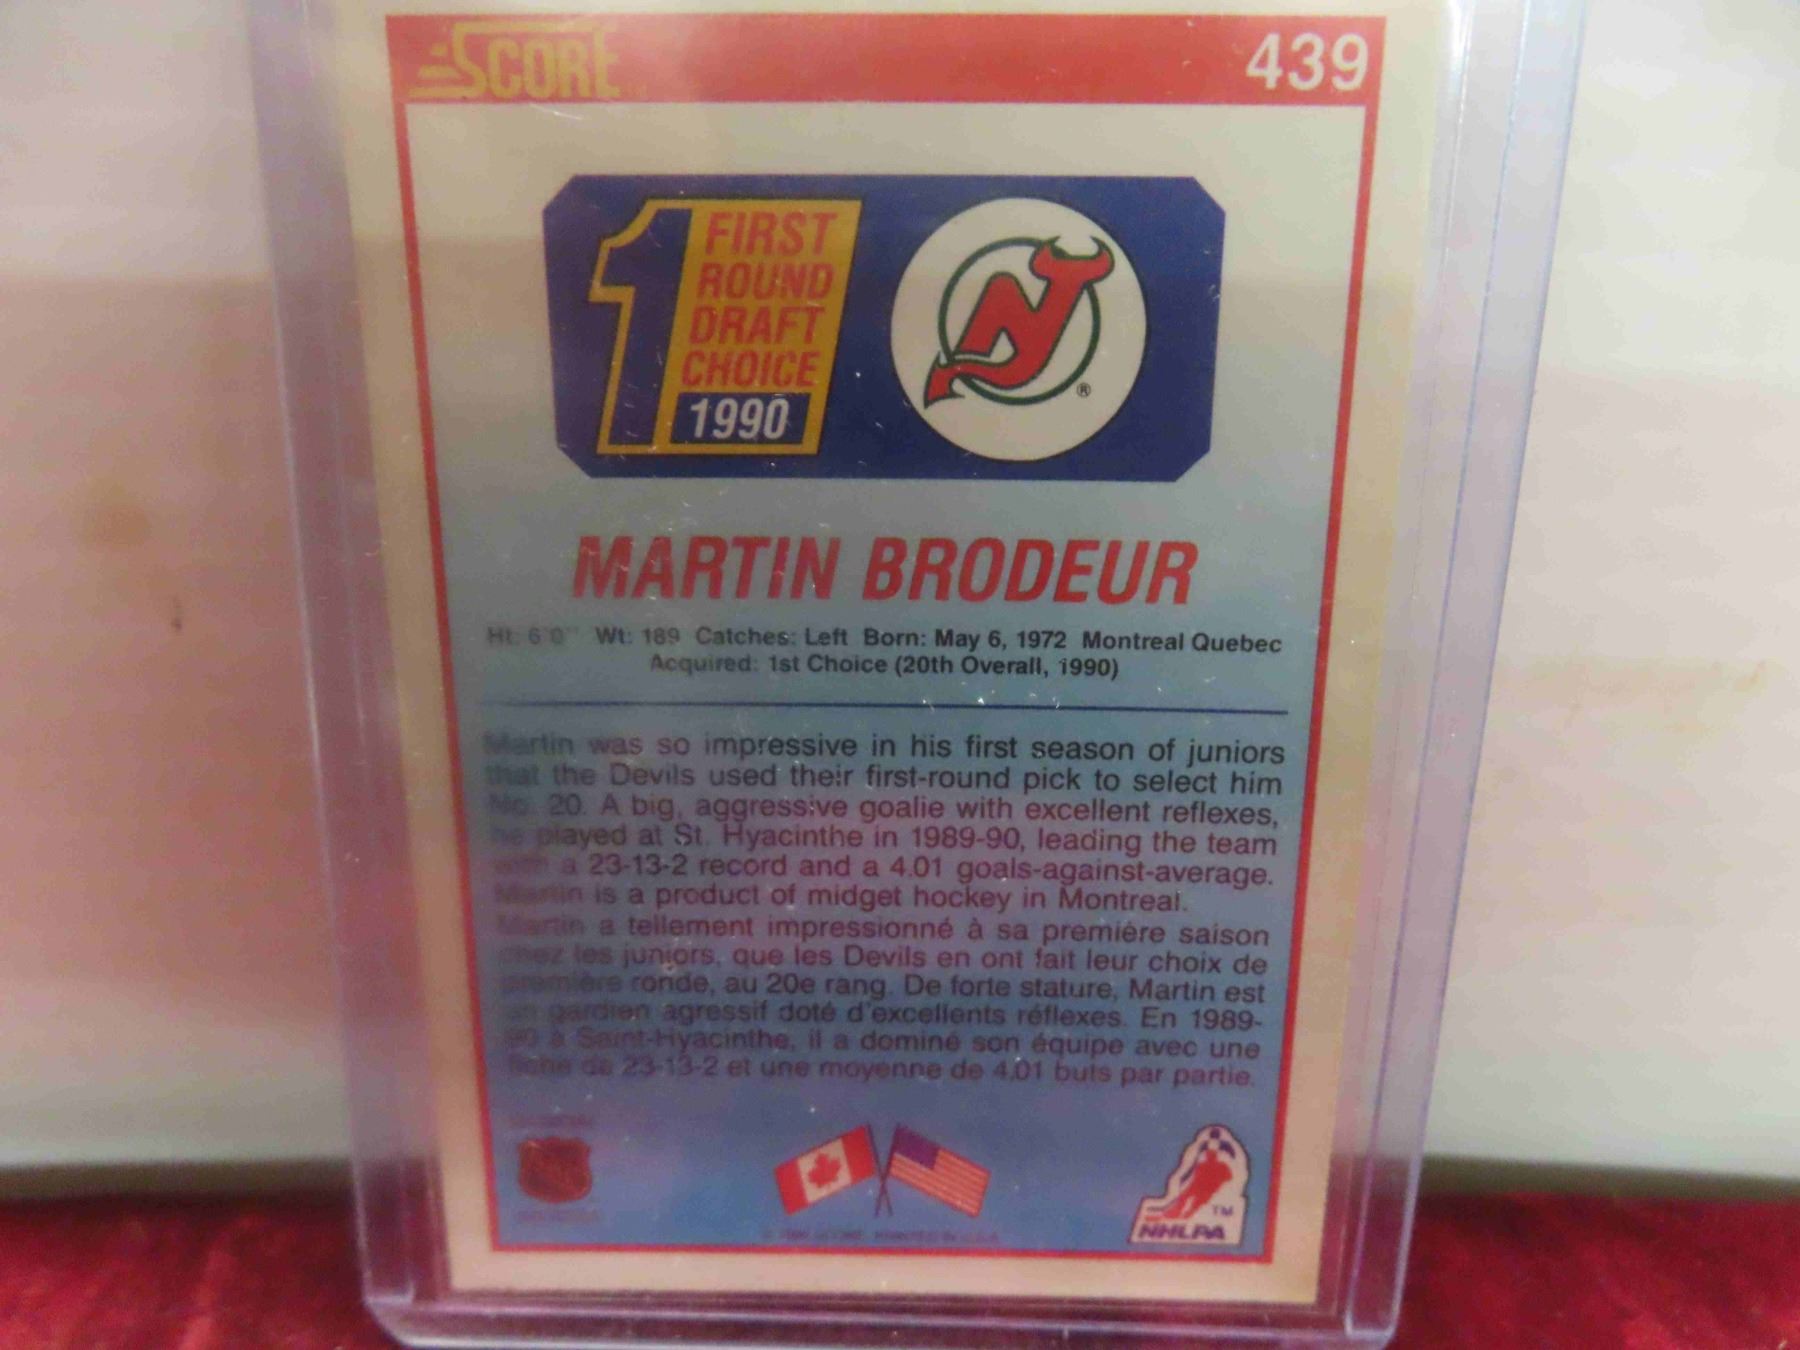 SCORE
439
1 FIRST
ROUND
DRAFT
CHOICE
1990
NJ ®
MARTIN BRODEUR
Ht: 6'0" Wt: 189 Catches: Left Born: May 6, 1972 Montreal Quebec
Acquired: 1st Choice (20th Overall, 1990)
Martin was so impressive in his first season of juniors
that the Devils used their first-round pick to select him
No. 20. A big, aggressive goalie with excellent reflexes,
he played at St. Hyacinthe in 1989-90, leading the team
with a 23-13-2 record and a 4.01 goals-against-average.
Martin is a product of midget hockey in Montreal.
Martin a tellement impressionné à sa première saison
chez les juniors, que les Devils en ont fait leur choix de
première ronde, au 20e rang. De forte stature, Martin est
un gardien agressif doté d'excellents réflexes. En 1989-
90 à Saint-Hyacinthe, il a dominé son équipe avec une
fiche de 23-13-2 et une moyenne de 4,01 buts par partie.
NHL
TM
NHLPA
SCORE. PRINTED IN U.S.A.